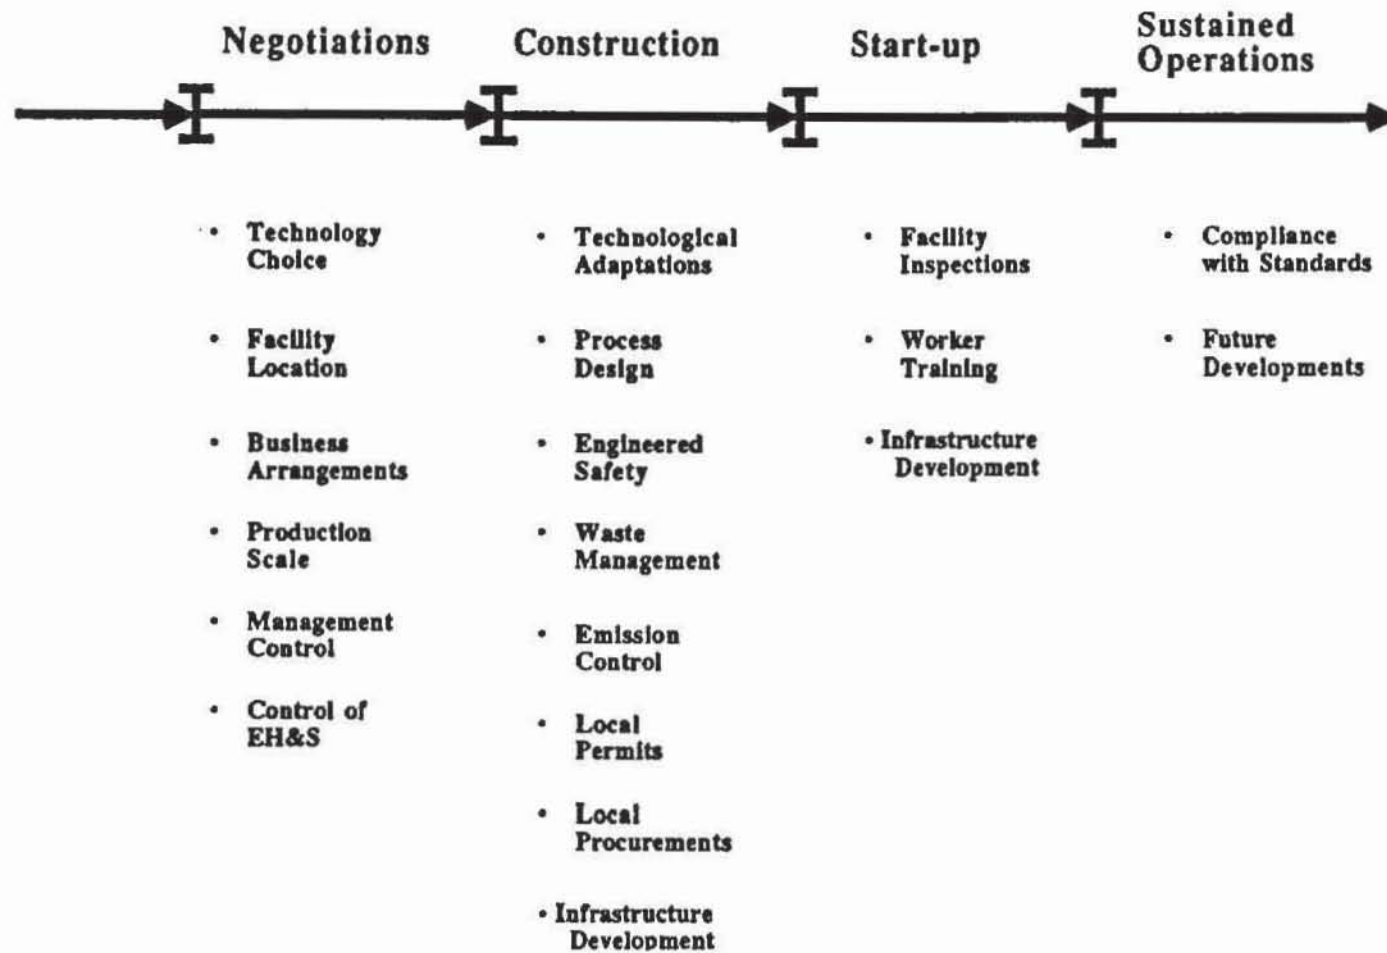 Negotiations
Construction
Start-up
Sustained
Operations
• Technology
Choice
• Facility
Location
• Business
Arrangements
• Production
Scale
• Management
Control
• Control of
EH&S
• Technological
Adaptations
• Process
Design
• Engineered
Safety
• Waste
Management
• Emission
Control
• Local
Permits
• Local
Procurements
• Infrastructure
Development
• Facility
Inspections
• Worker
Training
• Infrastructure
Development
• Compliance
with Standards
• Future
Developments